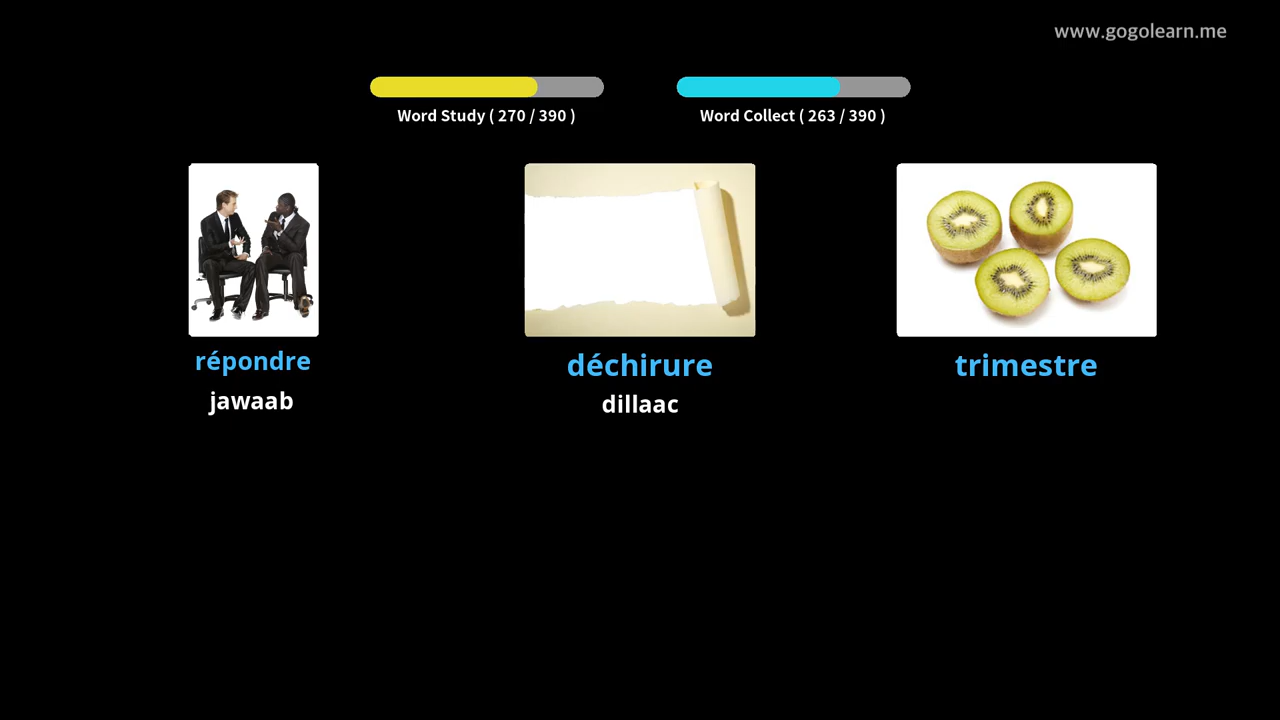 www.gogolearn.me
Word Study ( 270 / 390 )
Word Collect ( 263 / 390 )
répondre
jawaab
déchirure
dillaac
trimestre